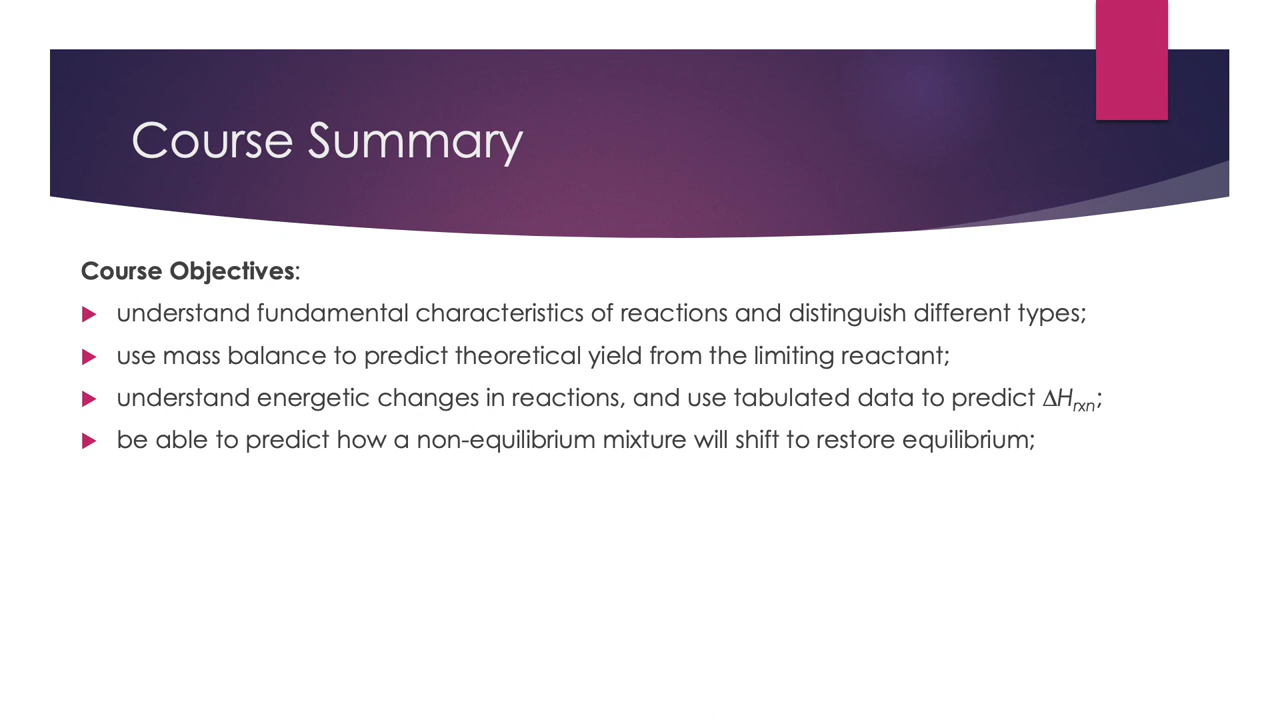 Course Summary
Course Objectives:
understand fundamental characteristics of reactions and distinguish different types;
use mass balance to predict theoretical yield from the limiting reactant;
understand energetic changes in reactions, and use tabulated data to predict ΔHrxn;
be able to predict how a non-equilibrium mixture will shift to restore equilibrium;